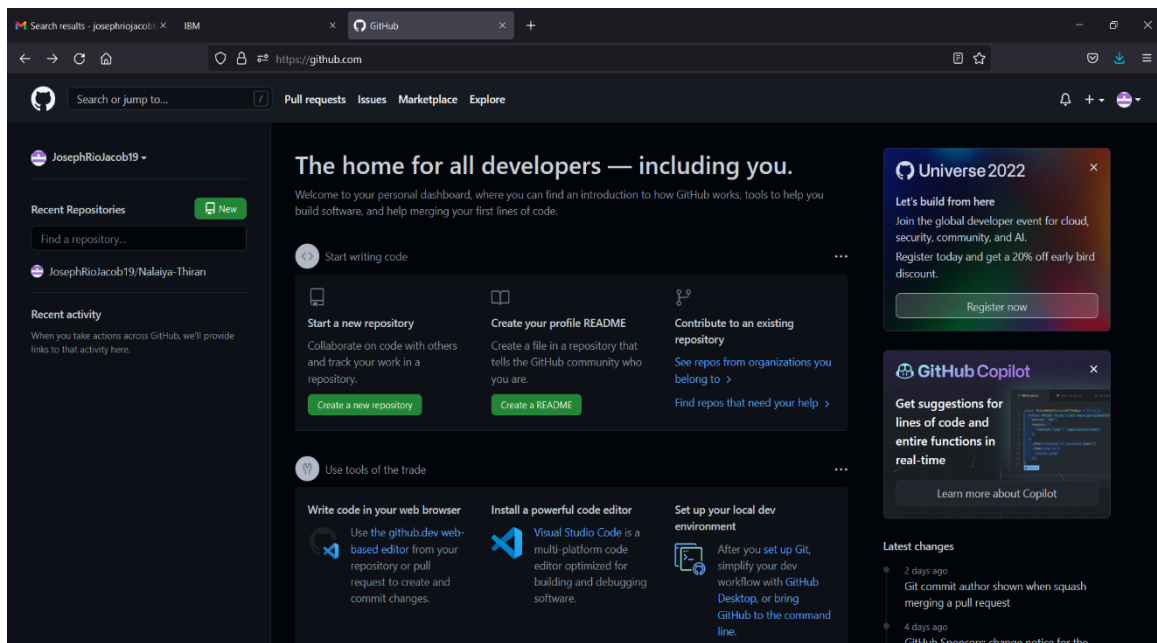 Search results - josephriojacob1
IBM
GitHub
https://github.com
Search or jump to...
/
Pull requests Issues Marketplace Explore
JosephRioJacob19
Recent Repositories
New
Find a repository...
JosephRioJacob19/Nalaiya-Thiran
Recent activity
When you take actions across GitHub, we'll provide
links to that activity here.
The home for all developers — including you.
Welcome to your personal dashboard, where you can find an introduction to how GitHub works, tools to help you
build software, and help merging your first lines of code.
Start writing code
Start a new repository
Collaborate on code with others
and track your work in a
repository.
Create a new repository
Create your profile README
Create a file in a repository that
tells the GitHub community who
you are.
Create a README
Contribute to an existing
repository
See repos from organizations you
belong to >
Find repos that need your help >
Use tools of the trade
Write code in your web browser
Use the github.dev web-
based editor from your
repository or pull
request to create and
commit changes.
Install a powerful code editor
Visual Studio Code is a
multi-platform code
editor optimized for
building and debugging
software.
Set up your local dev
environment
After you set up Git,
simplify your dev
workflow with GitHub
Desktop, or bring
GitHub to the command
line.
Universe 2022
Let's build from here
Join the global developer event for cloud,
security, community, and AI.
Register today and get a 20% off early bird
discount.
Register now
GitHub Copilot
Get suggestions for
lines of code and
entire functions in
real-time
Learn more about Copilot
Latest changes
2 days ago
Git commit author shown when squash
merging a pull request
4 days ago
GitHub Sponsors: change notice for the